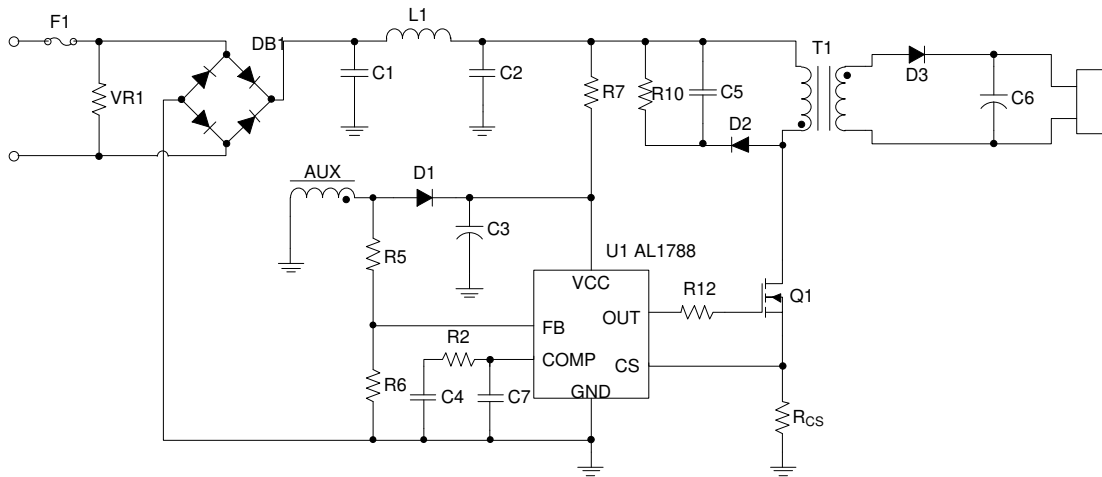 F1
L1
DB1
T1
C1
C2
VR1
R7
R10
C5
D2
D3
C6
AUX
D1
C3
U1 AL1788
R5
VCC
R12
Q1
OUT
FB
R2
COMP
CS
R6
C4
C7
GND
RCS